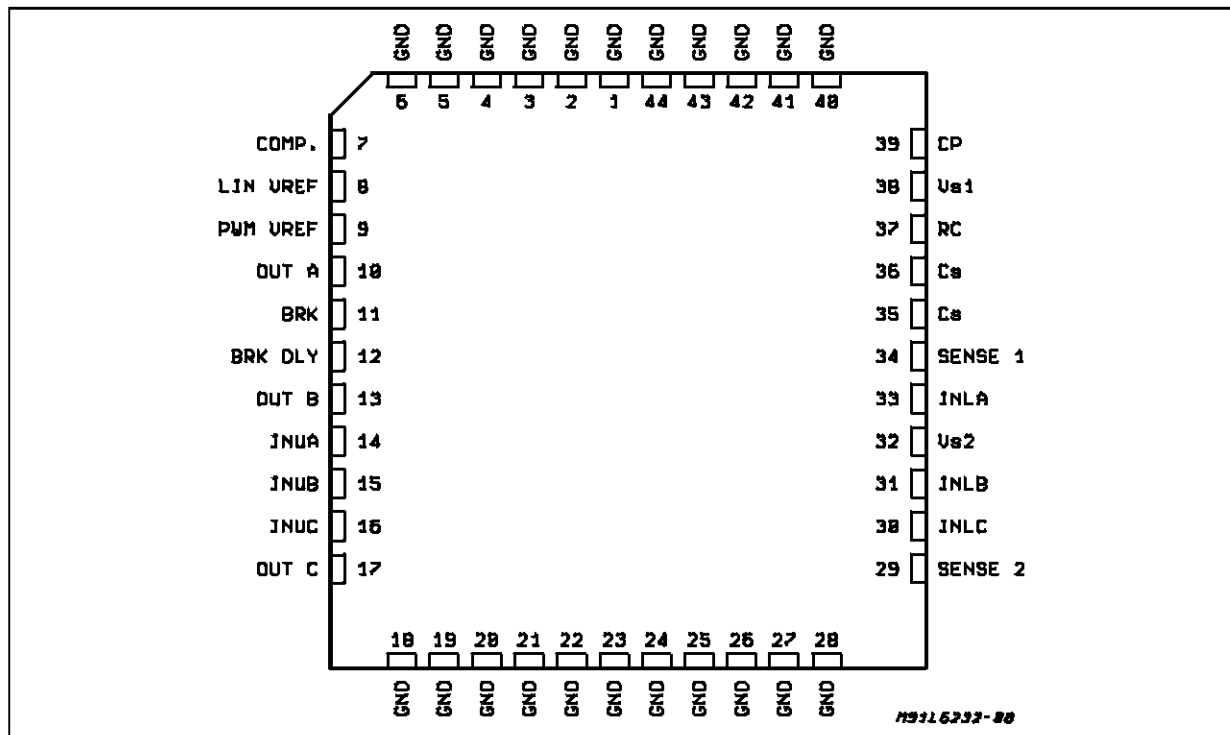 GND GND GND GND GND GND GND GND GND GND GND
6 5 4 3 2 1 44 43 42 41 40
COMP. 7 39 CP
LIN VREF 8 38 Vs1
PWM VREF 9 37 RC
OUT A 10 36 Cs
BRK 11 35 Cs
BRK DLY 12 34 SENSE 1
OUT B 13 33 INLA
INUA 14 32 Vs2
INUB 15 31 INLB
INUC 16 30 INLC
OUT C 17 29 SENSE 2
18 19 20 21 22 23 24 25 26 27 28
GND GND GND GND GND GND GND GND GND GND GND
M93L6232-00